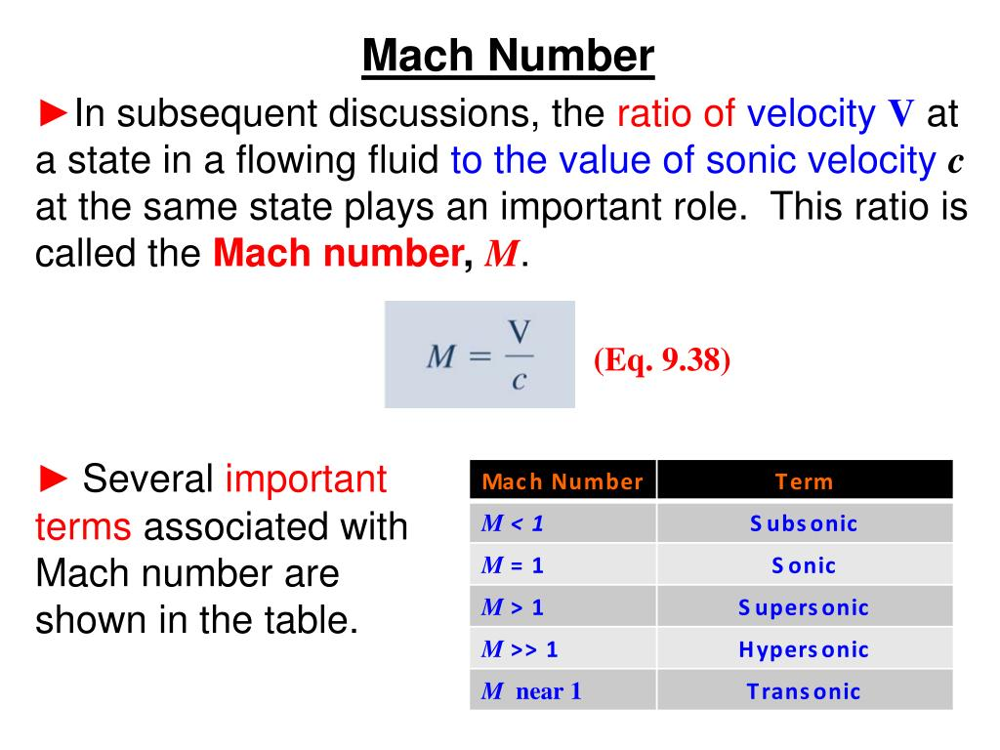 Mach Number
►In subsequent discussions, the ratio of velocity V at
a state in a flowing fluid to the value of sonic velocity c
at the same state plays an important role.  This ratio is
called the Mach number, M.
M = V/c
(Eq. 9.38)
► Several important
terms associated with
Mach number are
shown in the table.
Mach Number Term
M < 1 Subsonic
M = 1 Sonic
M > 1 Supersonic
M >> 1 Hypersonic
M near 1 Transonic